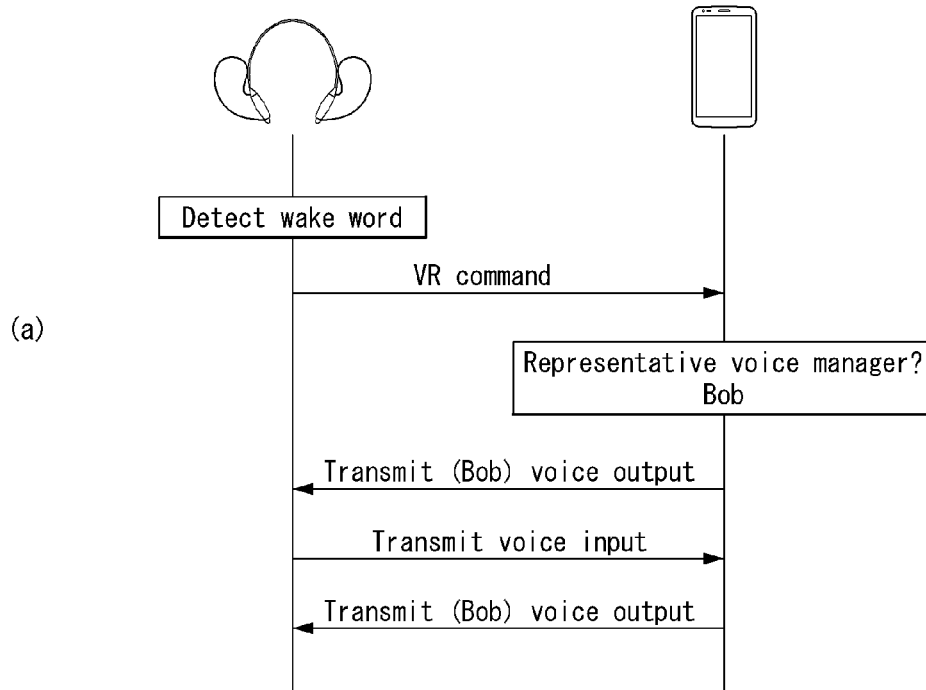 Detect wake word
VR command
(a)
Representative voice manager?
Bob
Transmit (Bob) voice output
Transmit voice input
Transmit (Bob) voice output